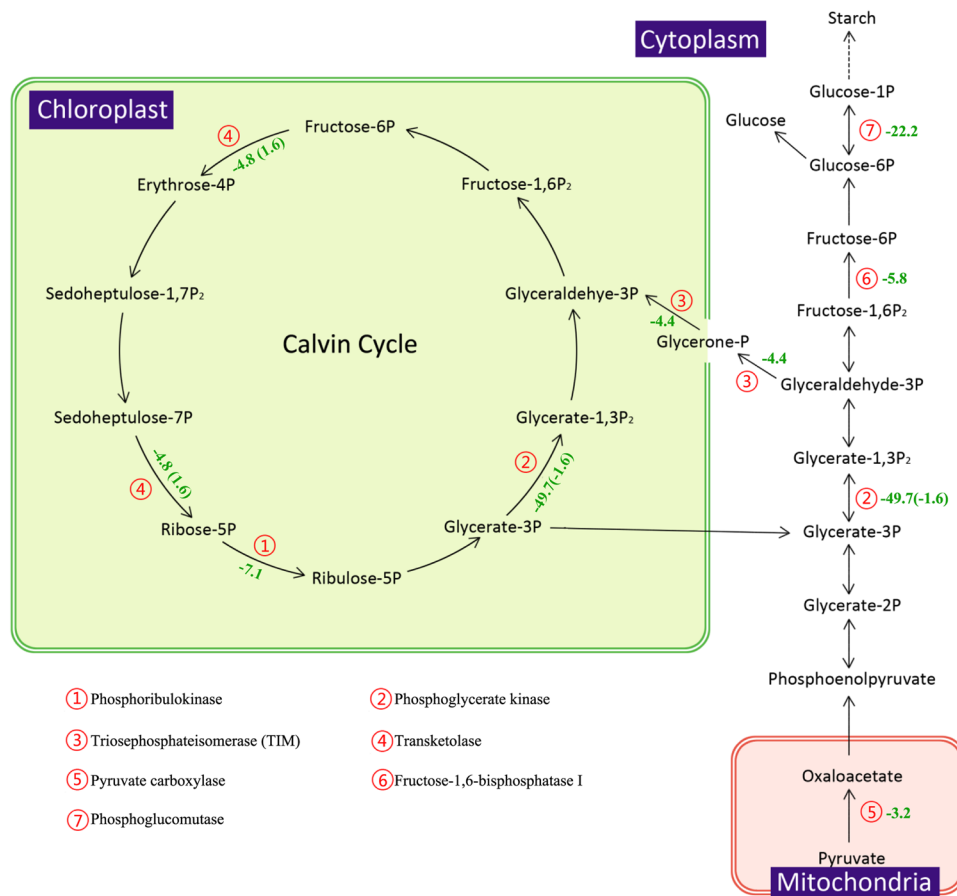 Starch
Cytoplasm
Chloroplast
Glucose-1P
Glucose
⑦ -22.2
Glucose-6P
Fructose-6P
④
-4.8 (1.6)
Erythrose-4P
Fructose-1,6P₂
Fructose-6P
⑥ -5.8
Sedoheptulose-1,7P₂
Glyceraldehye-3P
③
-4.4
Fructose-1,6P₂
Calvin Cycle
Glycerone-P
-4.4
③
Glyceraldehyde-3P
Sedoheptulose-7P
Glycerate-1,3P₂
Glycerate-1,3P₂
-4.8 (1.6)
④
②
-49.7(-1.6)
② -49.7(-1.6)
Ribose-5P
Glycerate-3P
Glycerate-3P
①
-7.1
Ribulose-5P
Glycerate-2P
Phosphoenolpyruvate
① Phosphoribulokinase
② Phosphoglycerate kinase
③ Triosephosphateisomerase (TIM)
④ Transketolase
⑤ Pyruvate carboxylase
⑥ Fructose-1,6-bisphosphatase I
⑦ Phosphoglucomutase
Oxaloacetate
⑤ -3.2
Pyruvate
Mitochondria